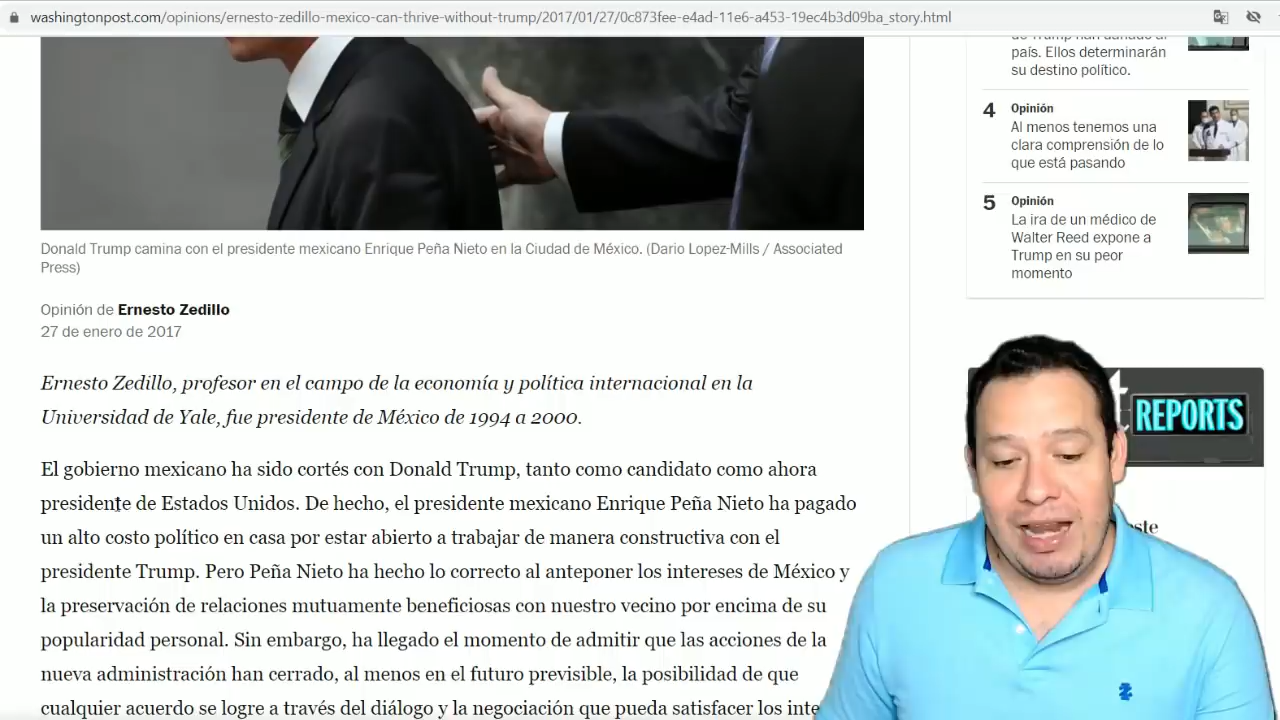 washingtonpost.com/opinions/ernesto-zedillo-mexico-can-thrive-without-trump/2017/01/27/0c873fee-e4ad-11e6-a453-19ec4b3d09ba_story.html
Donald Trump camina con el presidente mexicano Enrique Peña Nieto en la Ciudad de México. (Dario Lopez-Mills / Associated
Press)
Opinión de Ernesto Zedillo
27 de enero de 2017
Ernesto Zedillo, profesor en el campo de la economía y política internacional en la
Universidad de Yale, fue presidente de México de 1994 a 2000.
El gobierno mexicano ha sido cortés con Donald Trump, tanto como candidato como ahora
presidente de Estados Unidos. De hecho, el presidente mexicano Enrique Peña Nieto ha pagado
un alto costo político en casa por estar abierto a trabajar de manera constructiva con el
presidente Trump. Pero Peña Nieto ha hecho lo correcto al anteponer los intereses de México y
la preservación de relaciones mutuamente beneficiosas con nuestro vecino por encima de su
popularidad personal. Sin embargo, ha llegado el momento de admitir que las acciones de la
nueva administración han cerrado, al menos en el futuro previsible, la posibilidad de que
cualquier acuerdo se logre a través del diálogo y la negociación que pueda satisfacer los inte
de Trump han dañado al
país. Ellos determinarán
su destino político.
4
Opinión
Al menos tenemos una
clara comprensión de lo
que está pasando
5
Opinión
La ira de un médico de
Walter Reed expone a
Trump en su peor
momento
t REPORTS